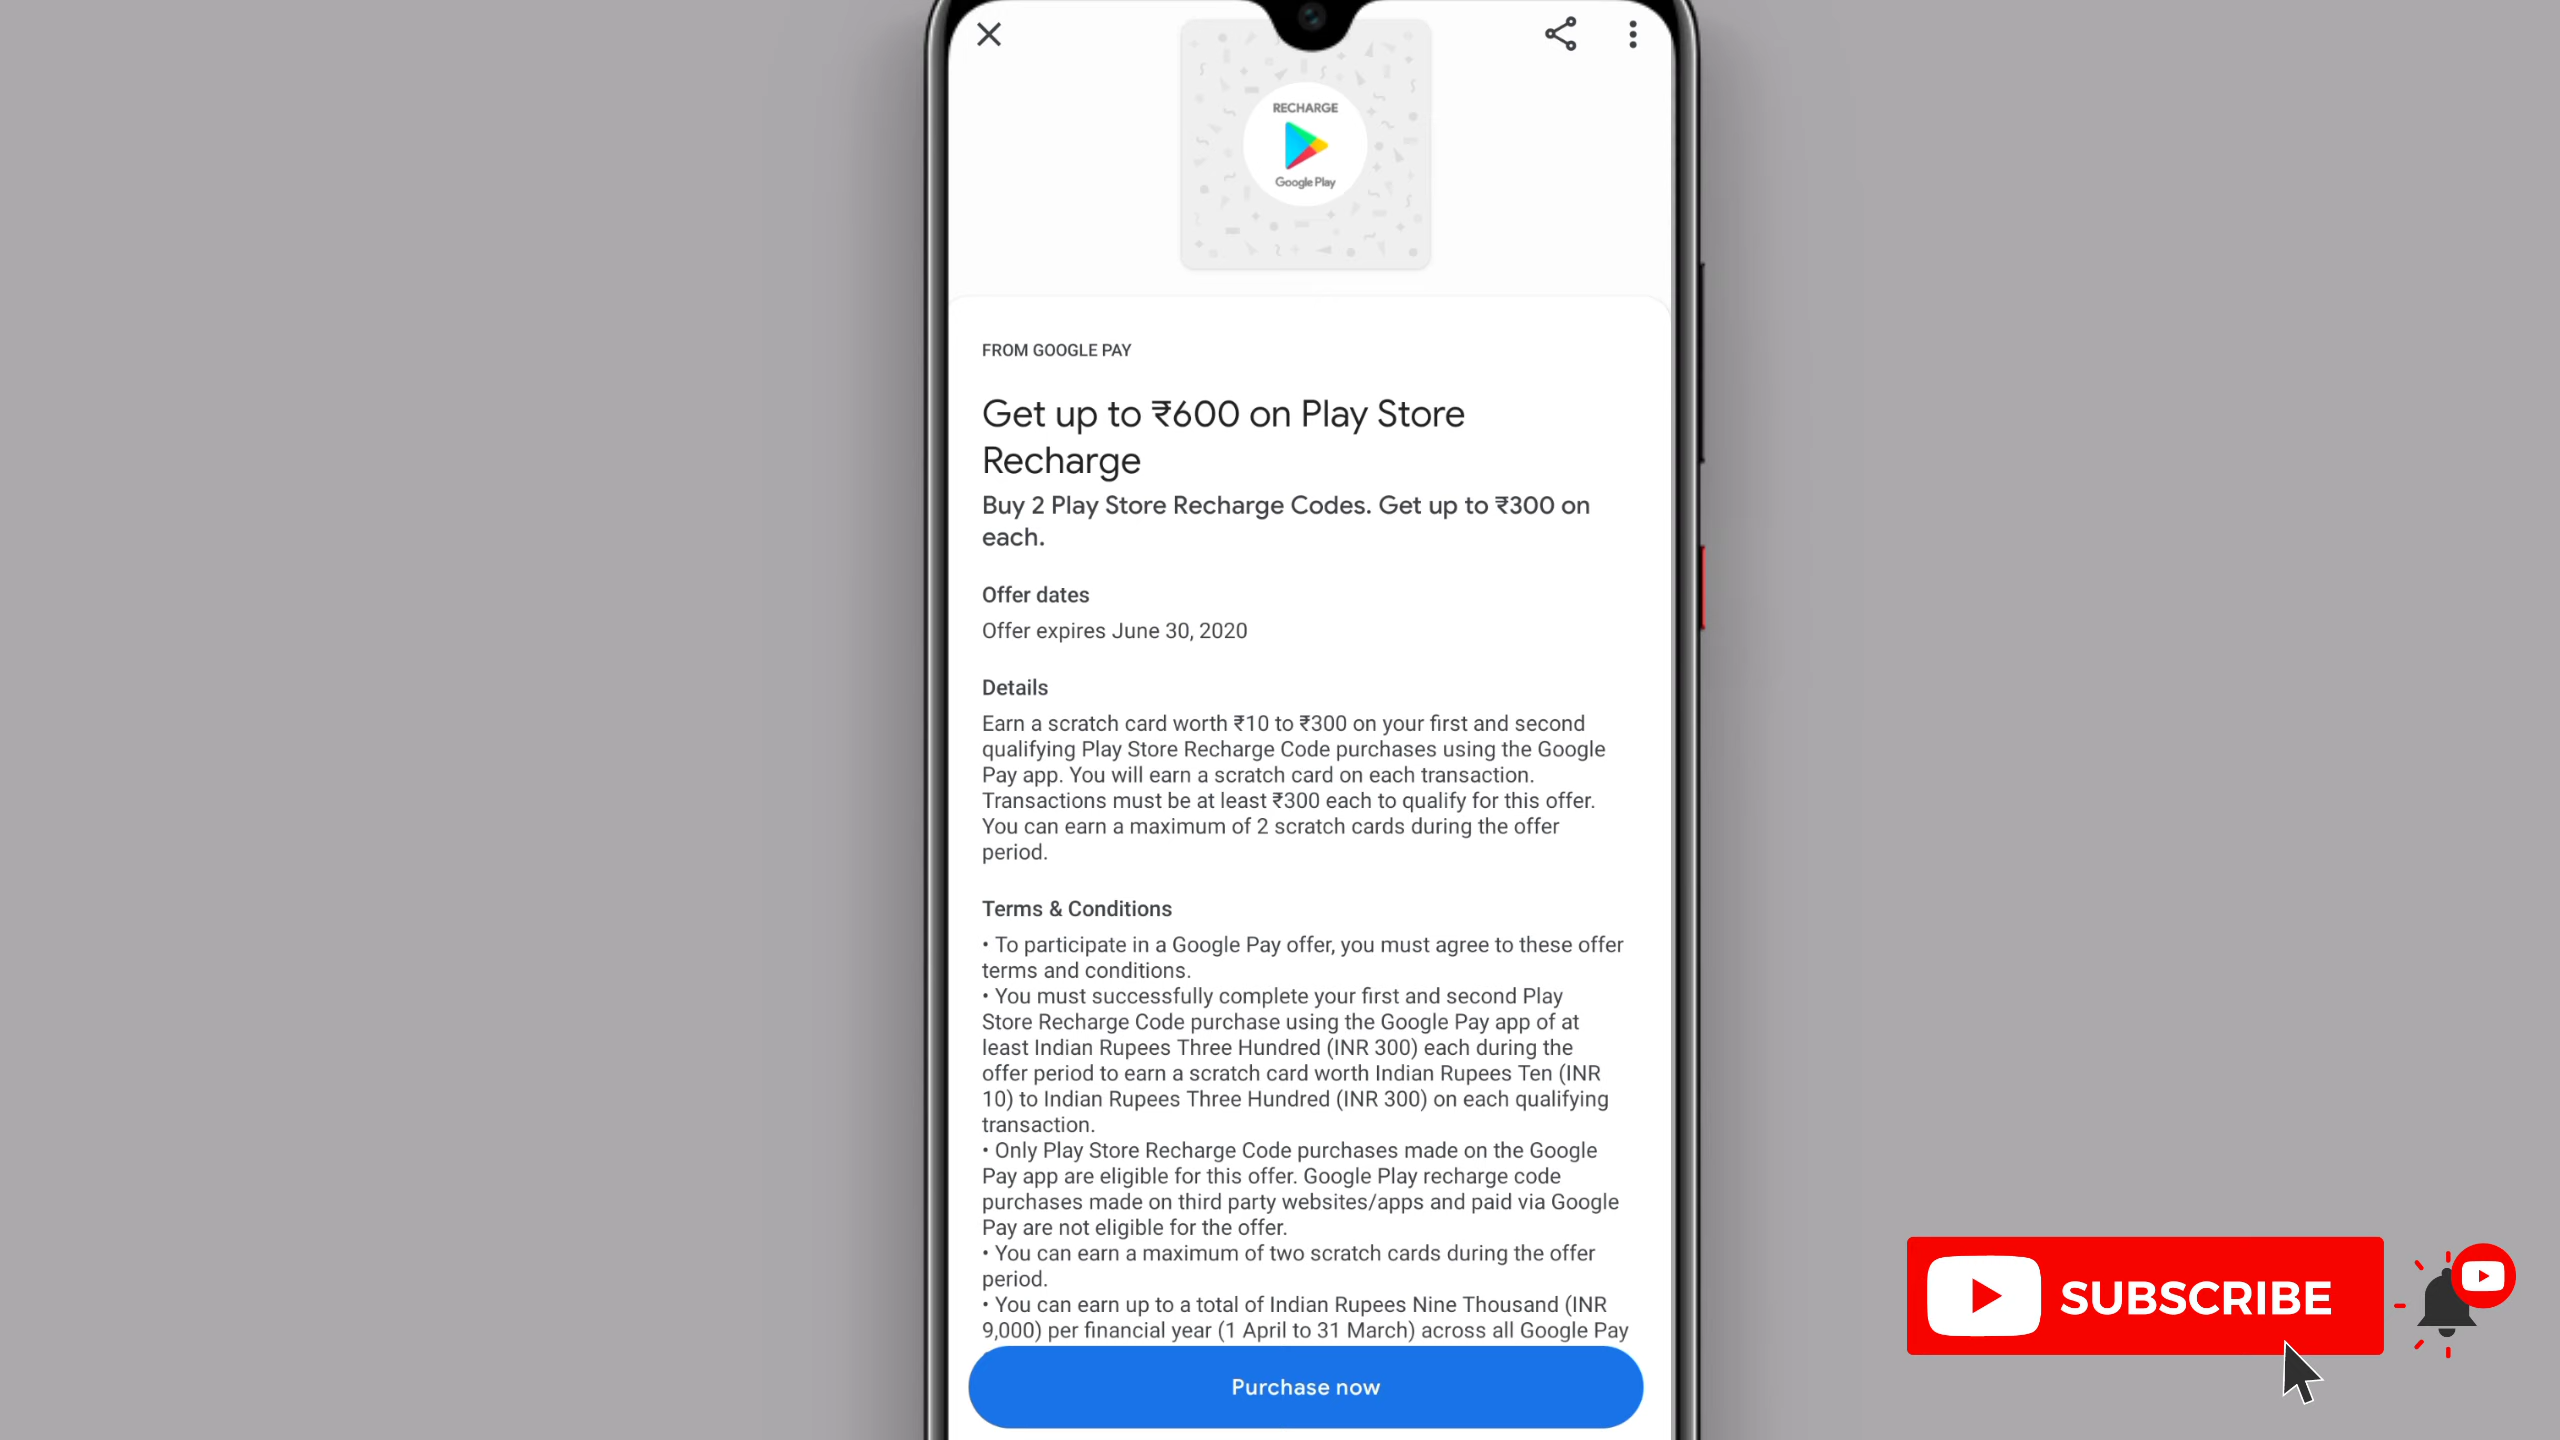 RECHARGE
Google Play
FROM GOOGLE PAY
Get up to ₹600 on Play Store
Recharge
Buy 2 Play Store Recharge Codes. Get up to ₹300 on
each.
Offer dates
Offer expires June 30, 2020
Details
Earn a scratch card worth ₹10 to ₹300 on your first and second
qualifying Play Store Recharge Code purchases using the Google
Pay app. You will earn a scratch card on each transaction.
Transactions must be at least ₹300 each to qualify for this offer.
You can earn a maximum of 2 scratch cards during the offer
period.
Terms & Conditions
• To participate in a Google Pay offer, you must agree to these offer
terms and conditions.
• You must successfully complete your first and second Play
Store Recharge Code purchase using the Google Pay app of at
least Indian Rupees Three Hundred (INR 300) each during the
offer period to earn a scratch card worth Indian Rupees Ten (INR
10) to Indian Rupees Three Hundred (INR 300) on each qualifying
transaction.
• Only Play Store Recharge Code purchases made on the Google
Pay app are eligible for this offer. Google Play recharge code
purchases made on third party websites/apps and paid via Google
Pay are not eligible for the offer.
• You can earn a maximum of two scratch cards during the offer
period.
• You can earn up to a total of Indian Rupees Nine Thousand (INR
9,000) per financial year (1 April to 31 March) across all Google Pay
Purchase now
SUBSCRIBE